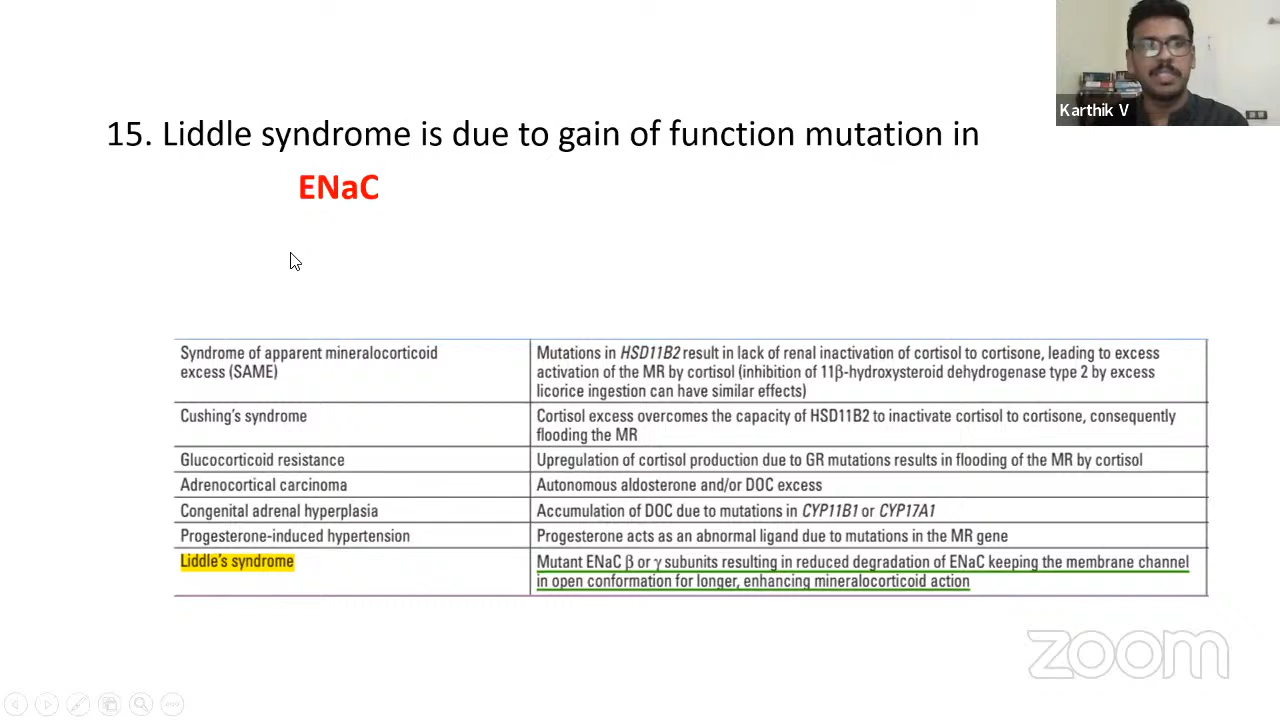 Karthik V
15. Liddle syndrome is due to gain of function mutation in
ENaC
Syndrome of apparent mineralocorticoid
excess (SAME)
Mutations in HSD11B2 result in lack of renal inactivation of cortisol to cortisone, leading to excess
activation of the MR by cortisol (inhibition of 11β-hydroxysteroid dehydrogenase type 2 by excess
licorice ingestion can have similar effects)
Cushing's syndrome
Cortisol excess overcomes the capacity of HSD11B2 to inactivate cortisol to cortisone, consequently
flooding the MR
Glucocorticoid resistance
Upregulation of cortisol production due to GR mutations results in flooding of the MR by cortisol
Adrenocortical carcinoma
Autonomous aldosterone and/or DOC excess
Congenital adrenal hyperplasia
Accumulation of DOC due to mutations in CYP11B1 or CYP17A1
Progesterone-induced hypertension
Progesterone acts as an abnormal ligand due to mutations in the MR gene
Liddle's syndrome
Mutant ENaC β or γ subunits resulting in reduced degradation of ENaC keeping the membrane channel
in open conformation for longer, enhancing mineralocorticoid action
zoom